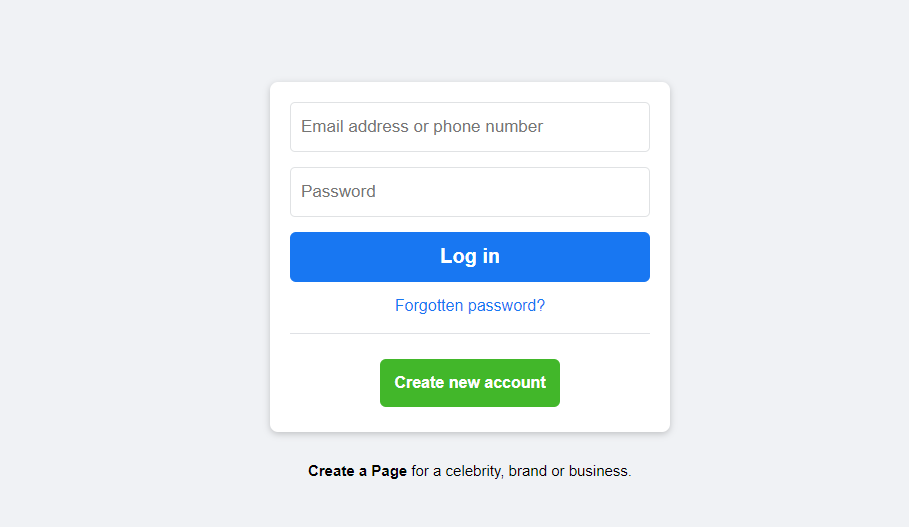 Email address or phone number
Password
Log in
Forgotten password?
Create new account
Create a Page for a celebrity, brand or business.